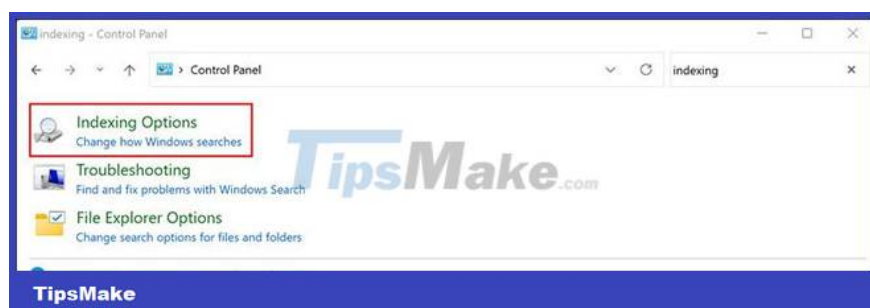 indexing - Control Panel
> Control Panel
indexing
Indexing Options
Change how Windows searches
Troubleshooting
Find and fix problems with Windows Search
File Explorer Options
Change search options for files and folders
TipsMake.com
TipsMake